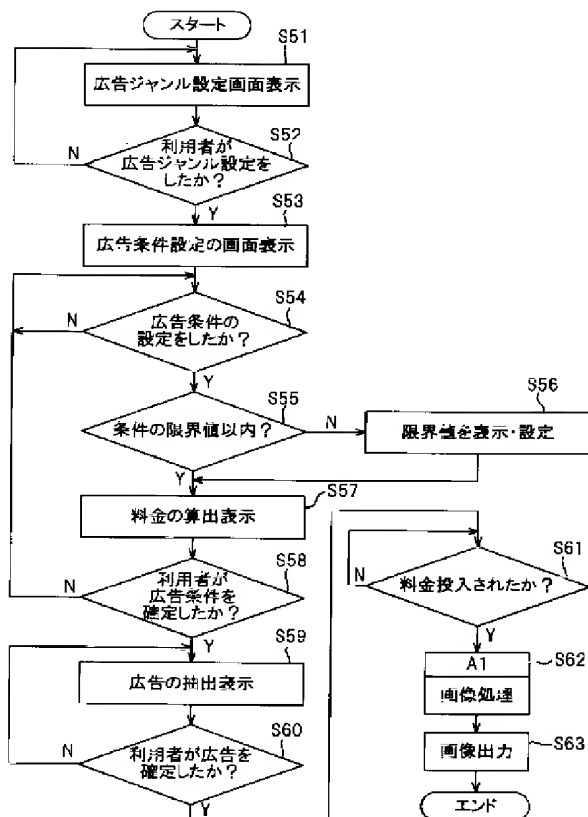 スタート
S51
広告ジャンル設定画面表示
S52
利用者が
広告ジャンル設定を
したか？
N
Y
S53
広告条件設定の画面表示
S54
広告条件の
設定をしたか？
N
Y
S55
条件の限界値以内？
N
Y
S56
限界値を表示・設定
S57
料金の算出表示
S58
利用者が
広告条件を
確定したか？
N
Y
S59
広告の抽出表示
S60
利用者が広告を
確定したか？
N
Y
S61
料金投入されたか？
N
Y
S62
A1
画像処理
S63
画像出力
エンド